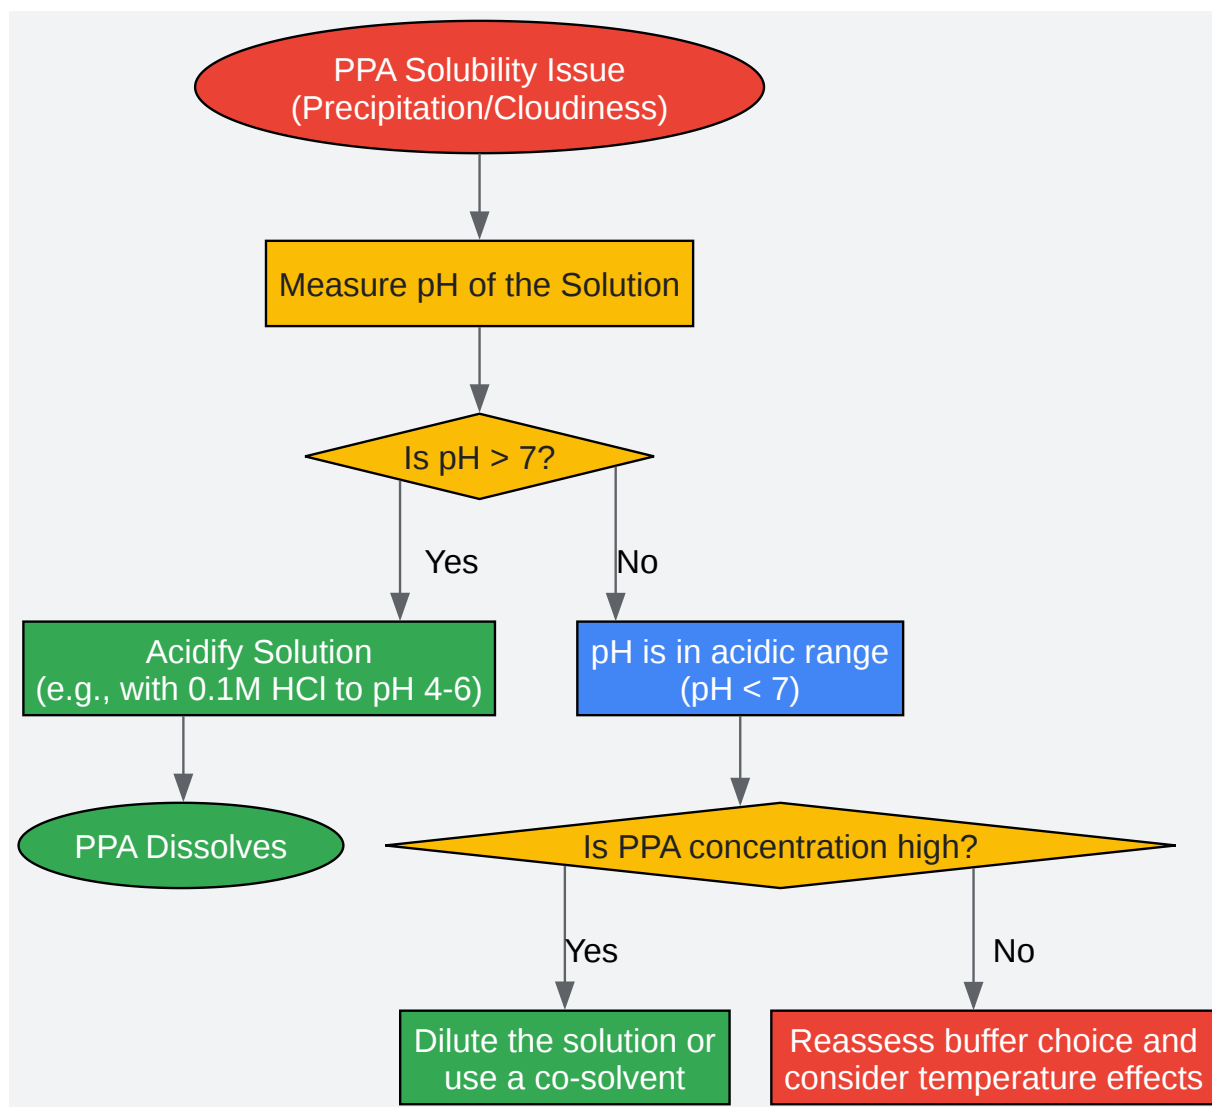 PPA Solubility Issue
(Precipitation/Cloudiness)
Measure pH of the Solution
Is pH > 7?
Yes
No
Acidify Solution
(e.g., with 0.1M HCl to pH 4-6)
pH is in acidic range
(pH < 7)
PPA Dissolves
Is PPA concentration high?
Yes
No
Dilute the solution or
use a co-solvent
Reassess buffer choice and
consider temperature effects